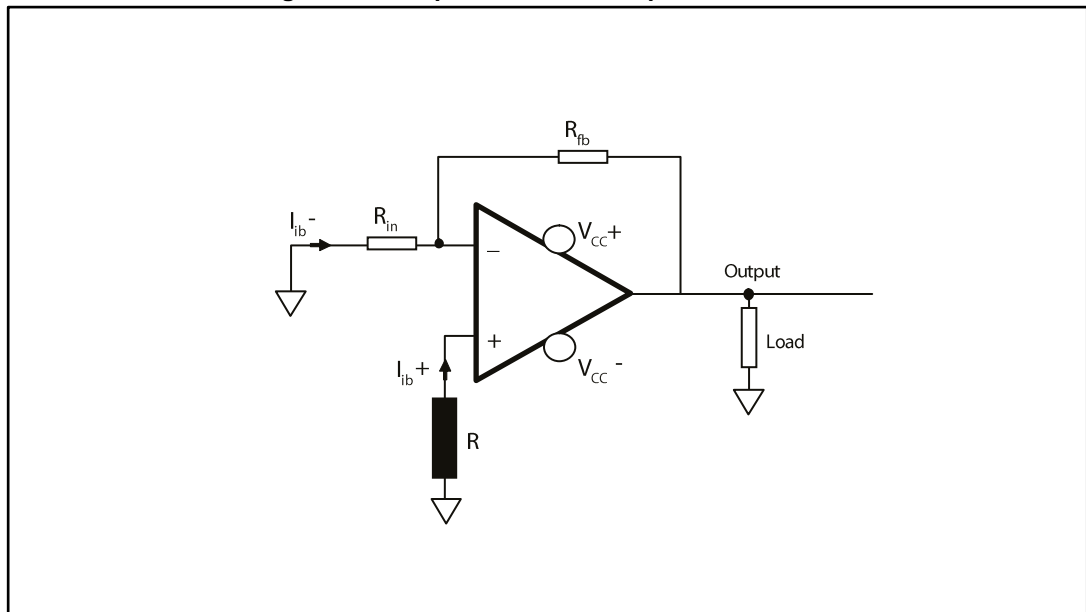 R_fb
I_ib -
R_in
−
V_CC +
Output
+
V_CC -
Load
I_ib +
R